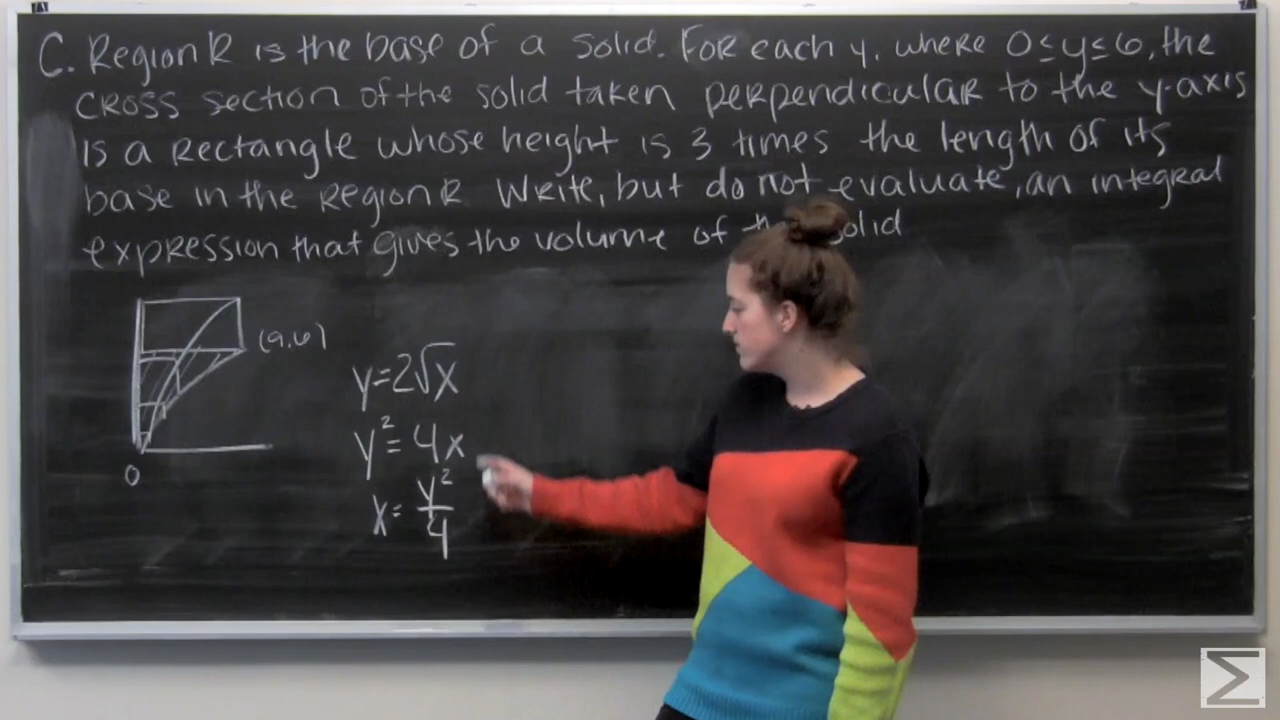 C. Region R is the base of a solid. For each y, where 0≤y≤6, the
cross section of the solid taken perpendicular to the y-axis
is a rectangle whose height is 3 times the length of its
base in the region R Write, but do not evaluate, an integral
expression that gives the volume of the solid
(9,6)
y=2√x
y²=4x
x=y²/4
0
Σ